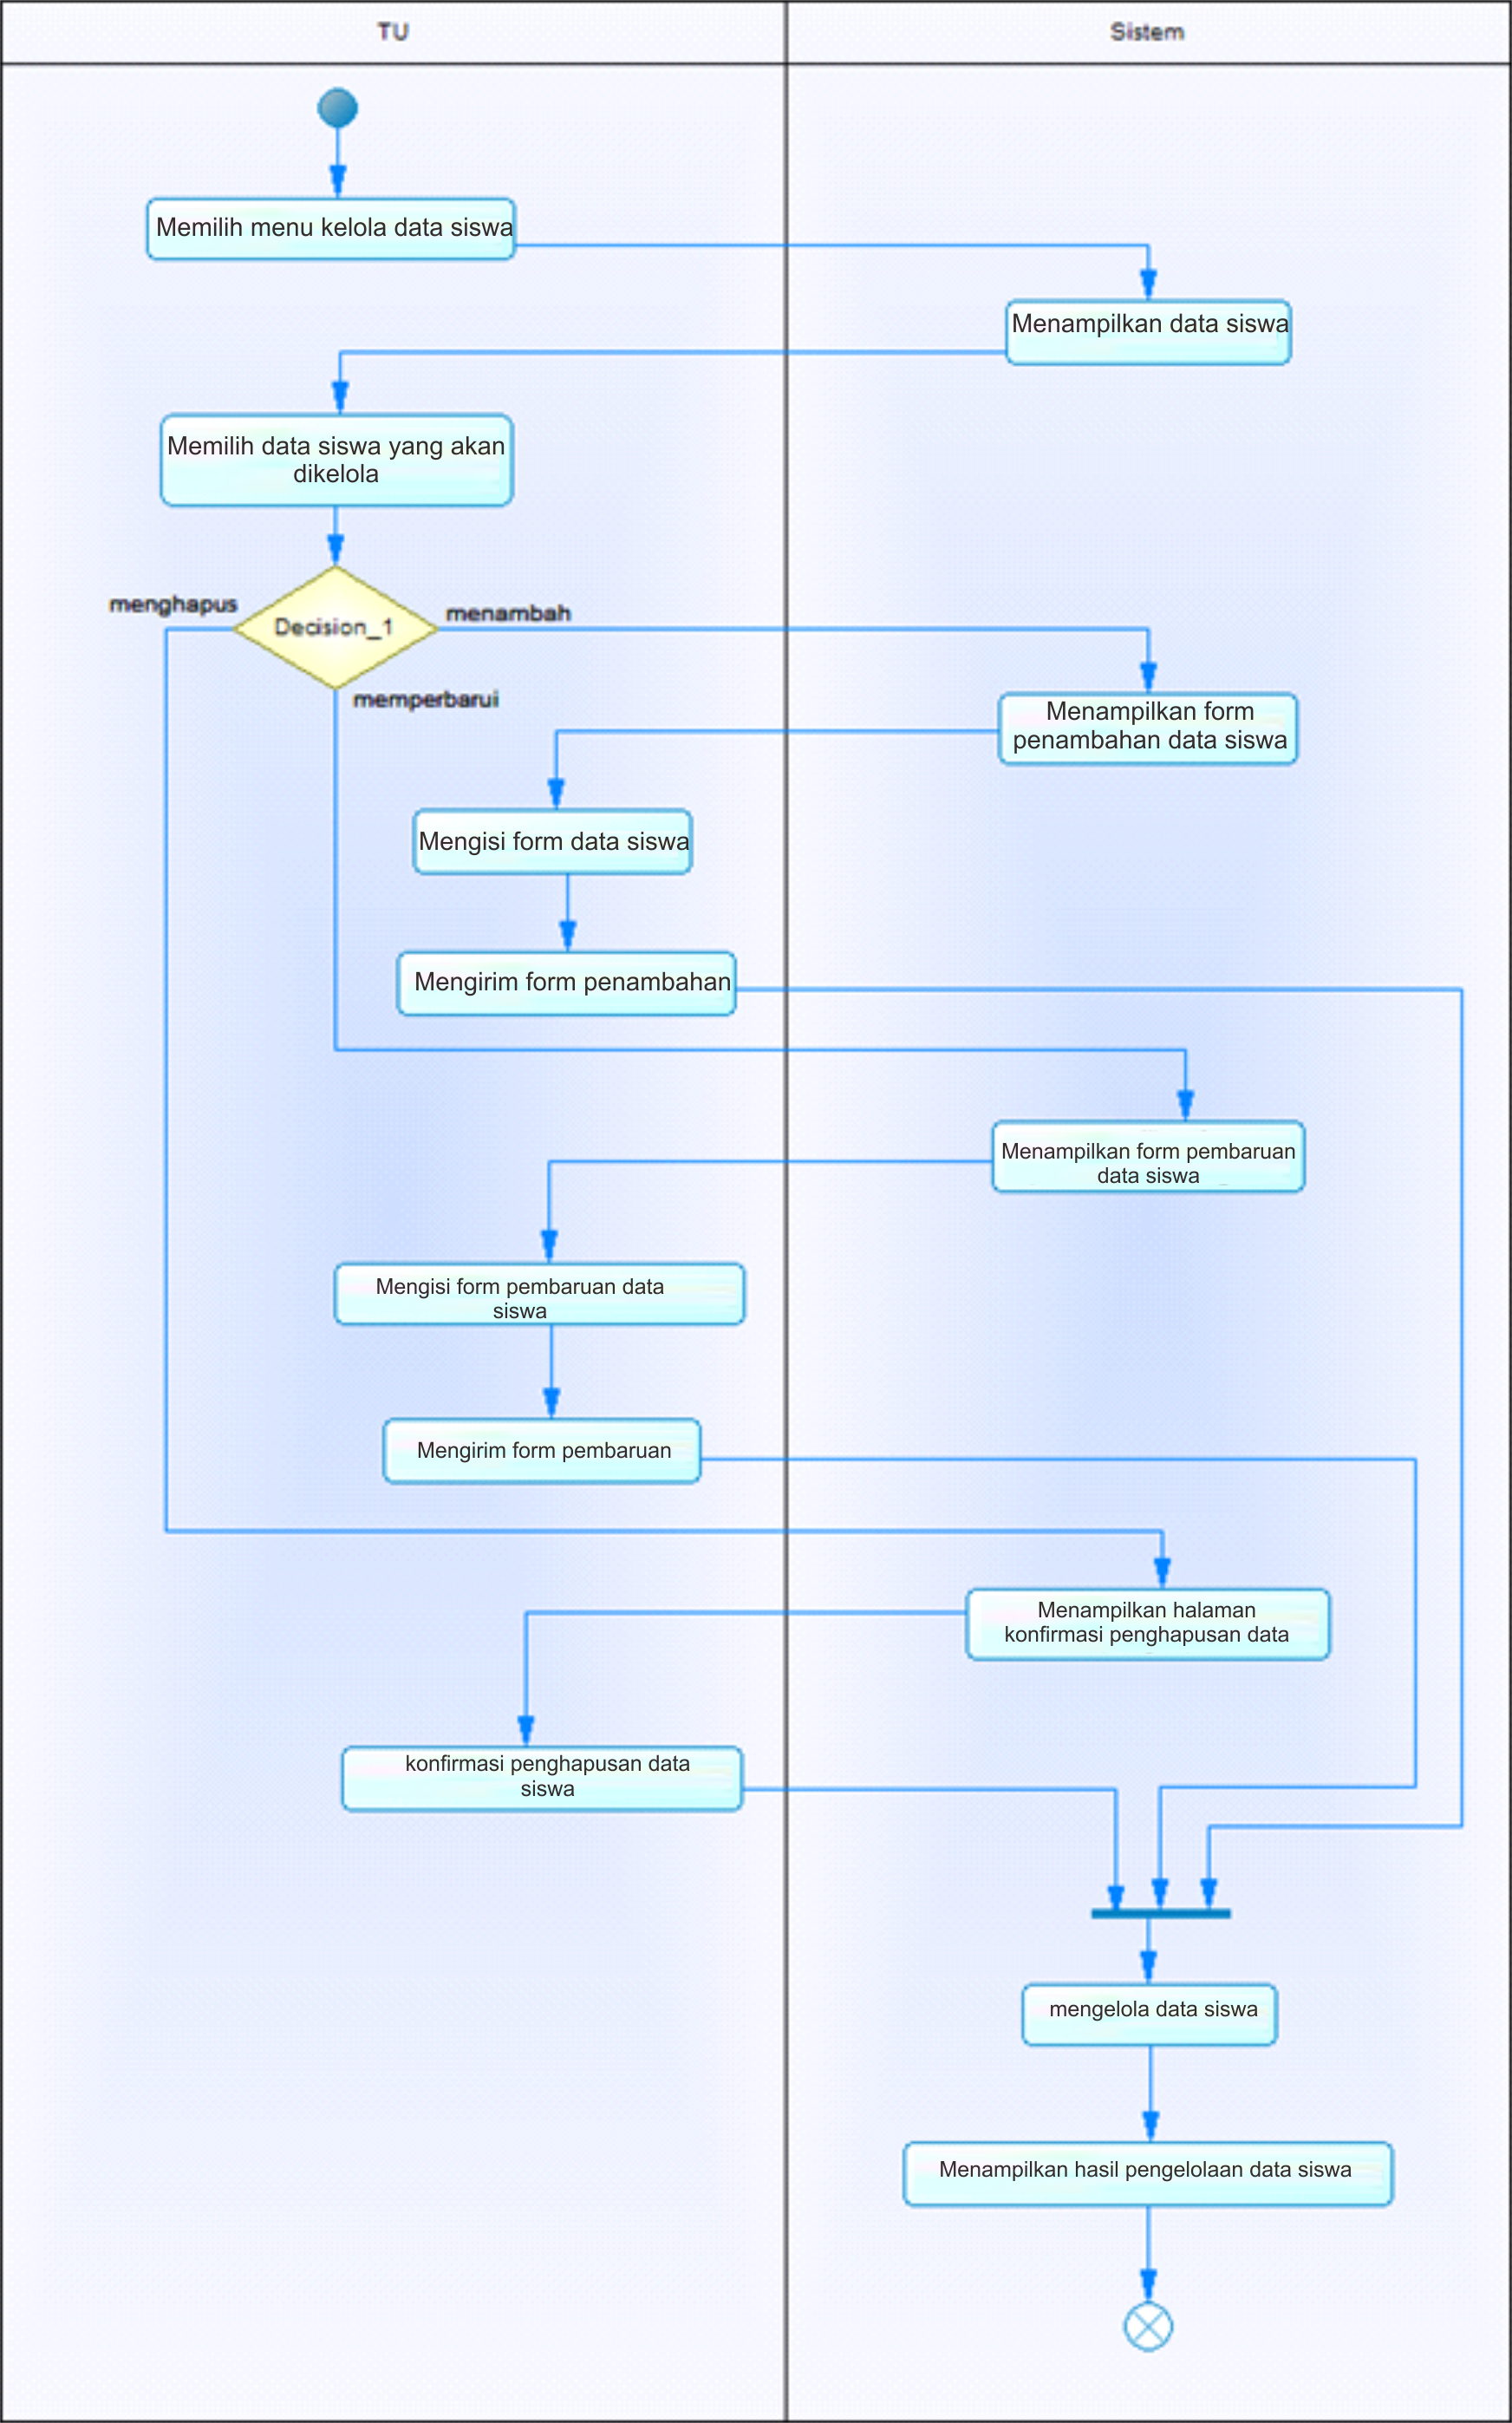 TU
Sistem
Memilih menu kelola data siswa
Menampilkan data siswa
Memilih data siswa yang akan
dikelola
menghapus
Decision_1
menambah
memperbarui
Menampilkan form
penambahan data siswa
Mengisi form data siswa
Mengirim form penambahan
Menampilkan form pembaruan
data siswa
Mengisi form pembaruan data
siswa
Mengirim form pembaruan
Menampilkan halaman
konfirmasi penghapusan data
konfirmasi penghapusan data
siswa
mengelola data siswa
Menampilkan hasil pengelolaan data siswa